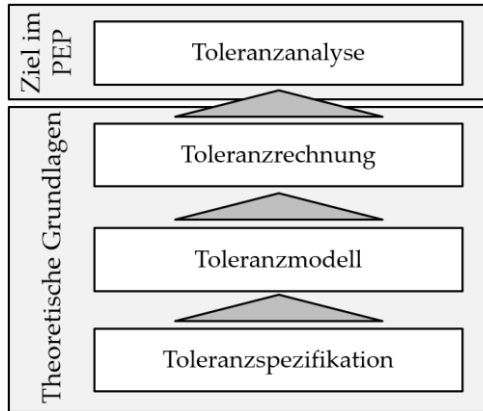 Ziel im
PEP
Toleranzanalyse
Theoretische Grundlagen
Toleranzrechnung
Toleranzmodell
Toleranzspezifikation